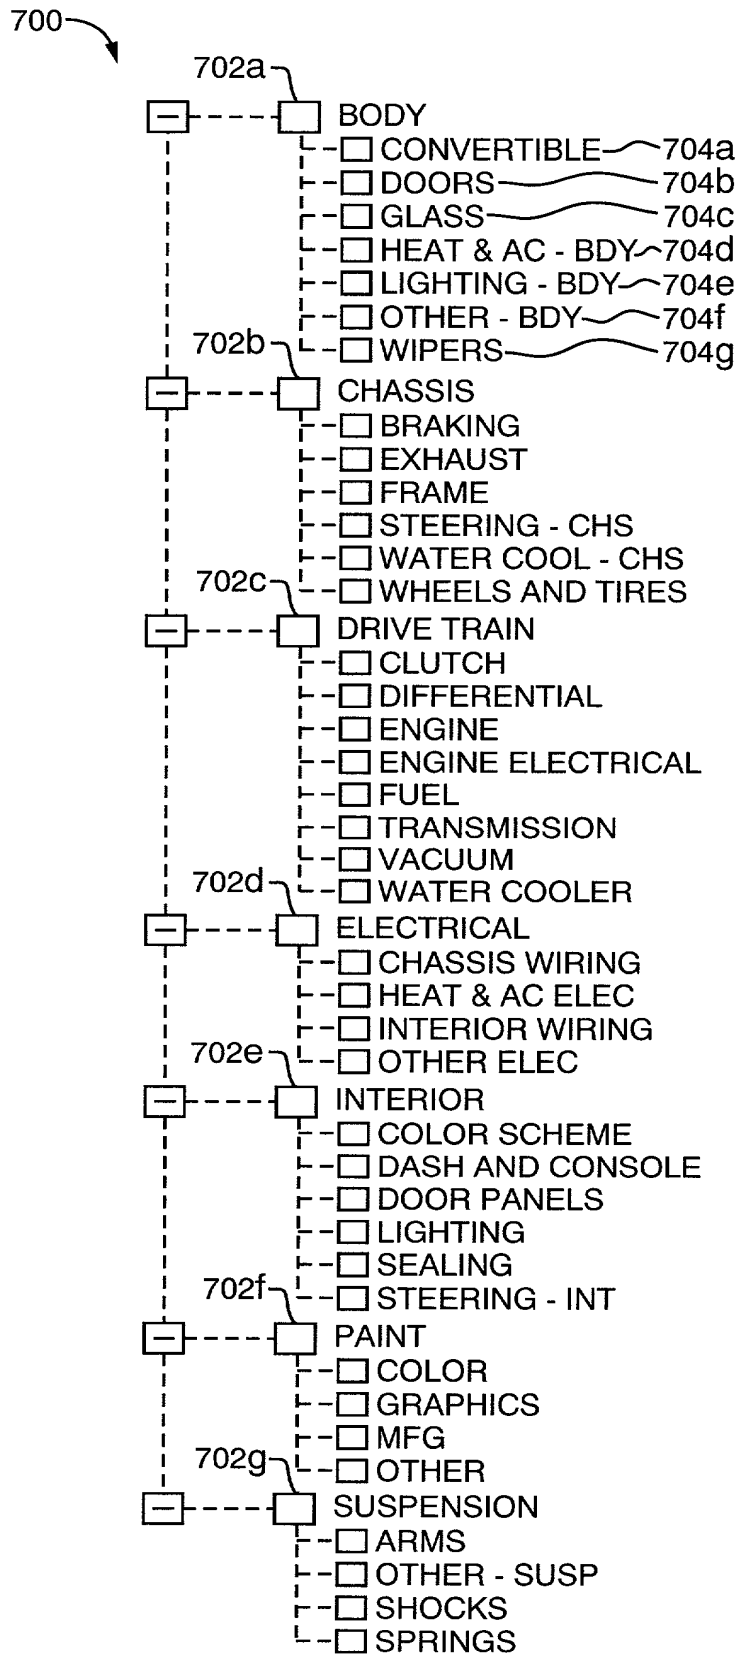 700
702a
BODY
CONVERTIBLE 704a
DOORS 704b
GLASS 704c
HEAT & AC - BDY 704d
LIGHTING - BDY 704e
OTHER - BDY 704f
WIPERS 704g
702b
CHASSIS
BRAKING
EXHAUST
FRAME
STEERING - CHS
WATER COOL - CHS
WHEELS AND TIRES
702c
DRIVE TRAIN
CLUTCH
DIFFERENTIAL
ENGINE
ENGINE ELECTRICAL
FUEL
TRANSMISSION
VACUUM
WATER COOLER
702d
ELECTRICAL
CHASSIS WIRING
HEAT & AC ELEC
INTERIOR WIRING
OTHER ELEC
702e
INTERIOR
COLOR SCHEME
DASH AND CONSOLE
DOOR PANELS
LIGHTING
SEALING
STEERING - INT
702f
PAINT
COLOR
GRAPHICS
MFG
OTHER
702g
SUSPENSION
ARMS
OTHER - SUSP
SHOCKS
SPRINGS